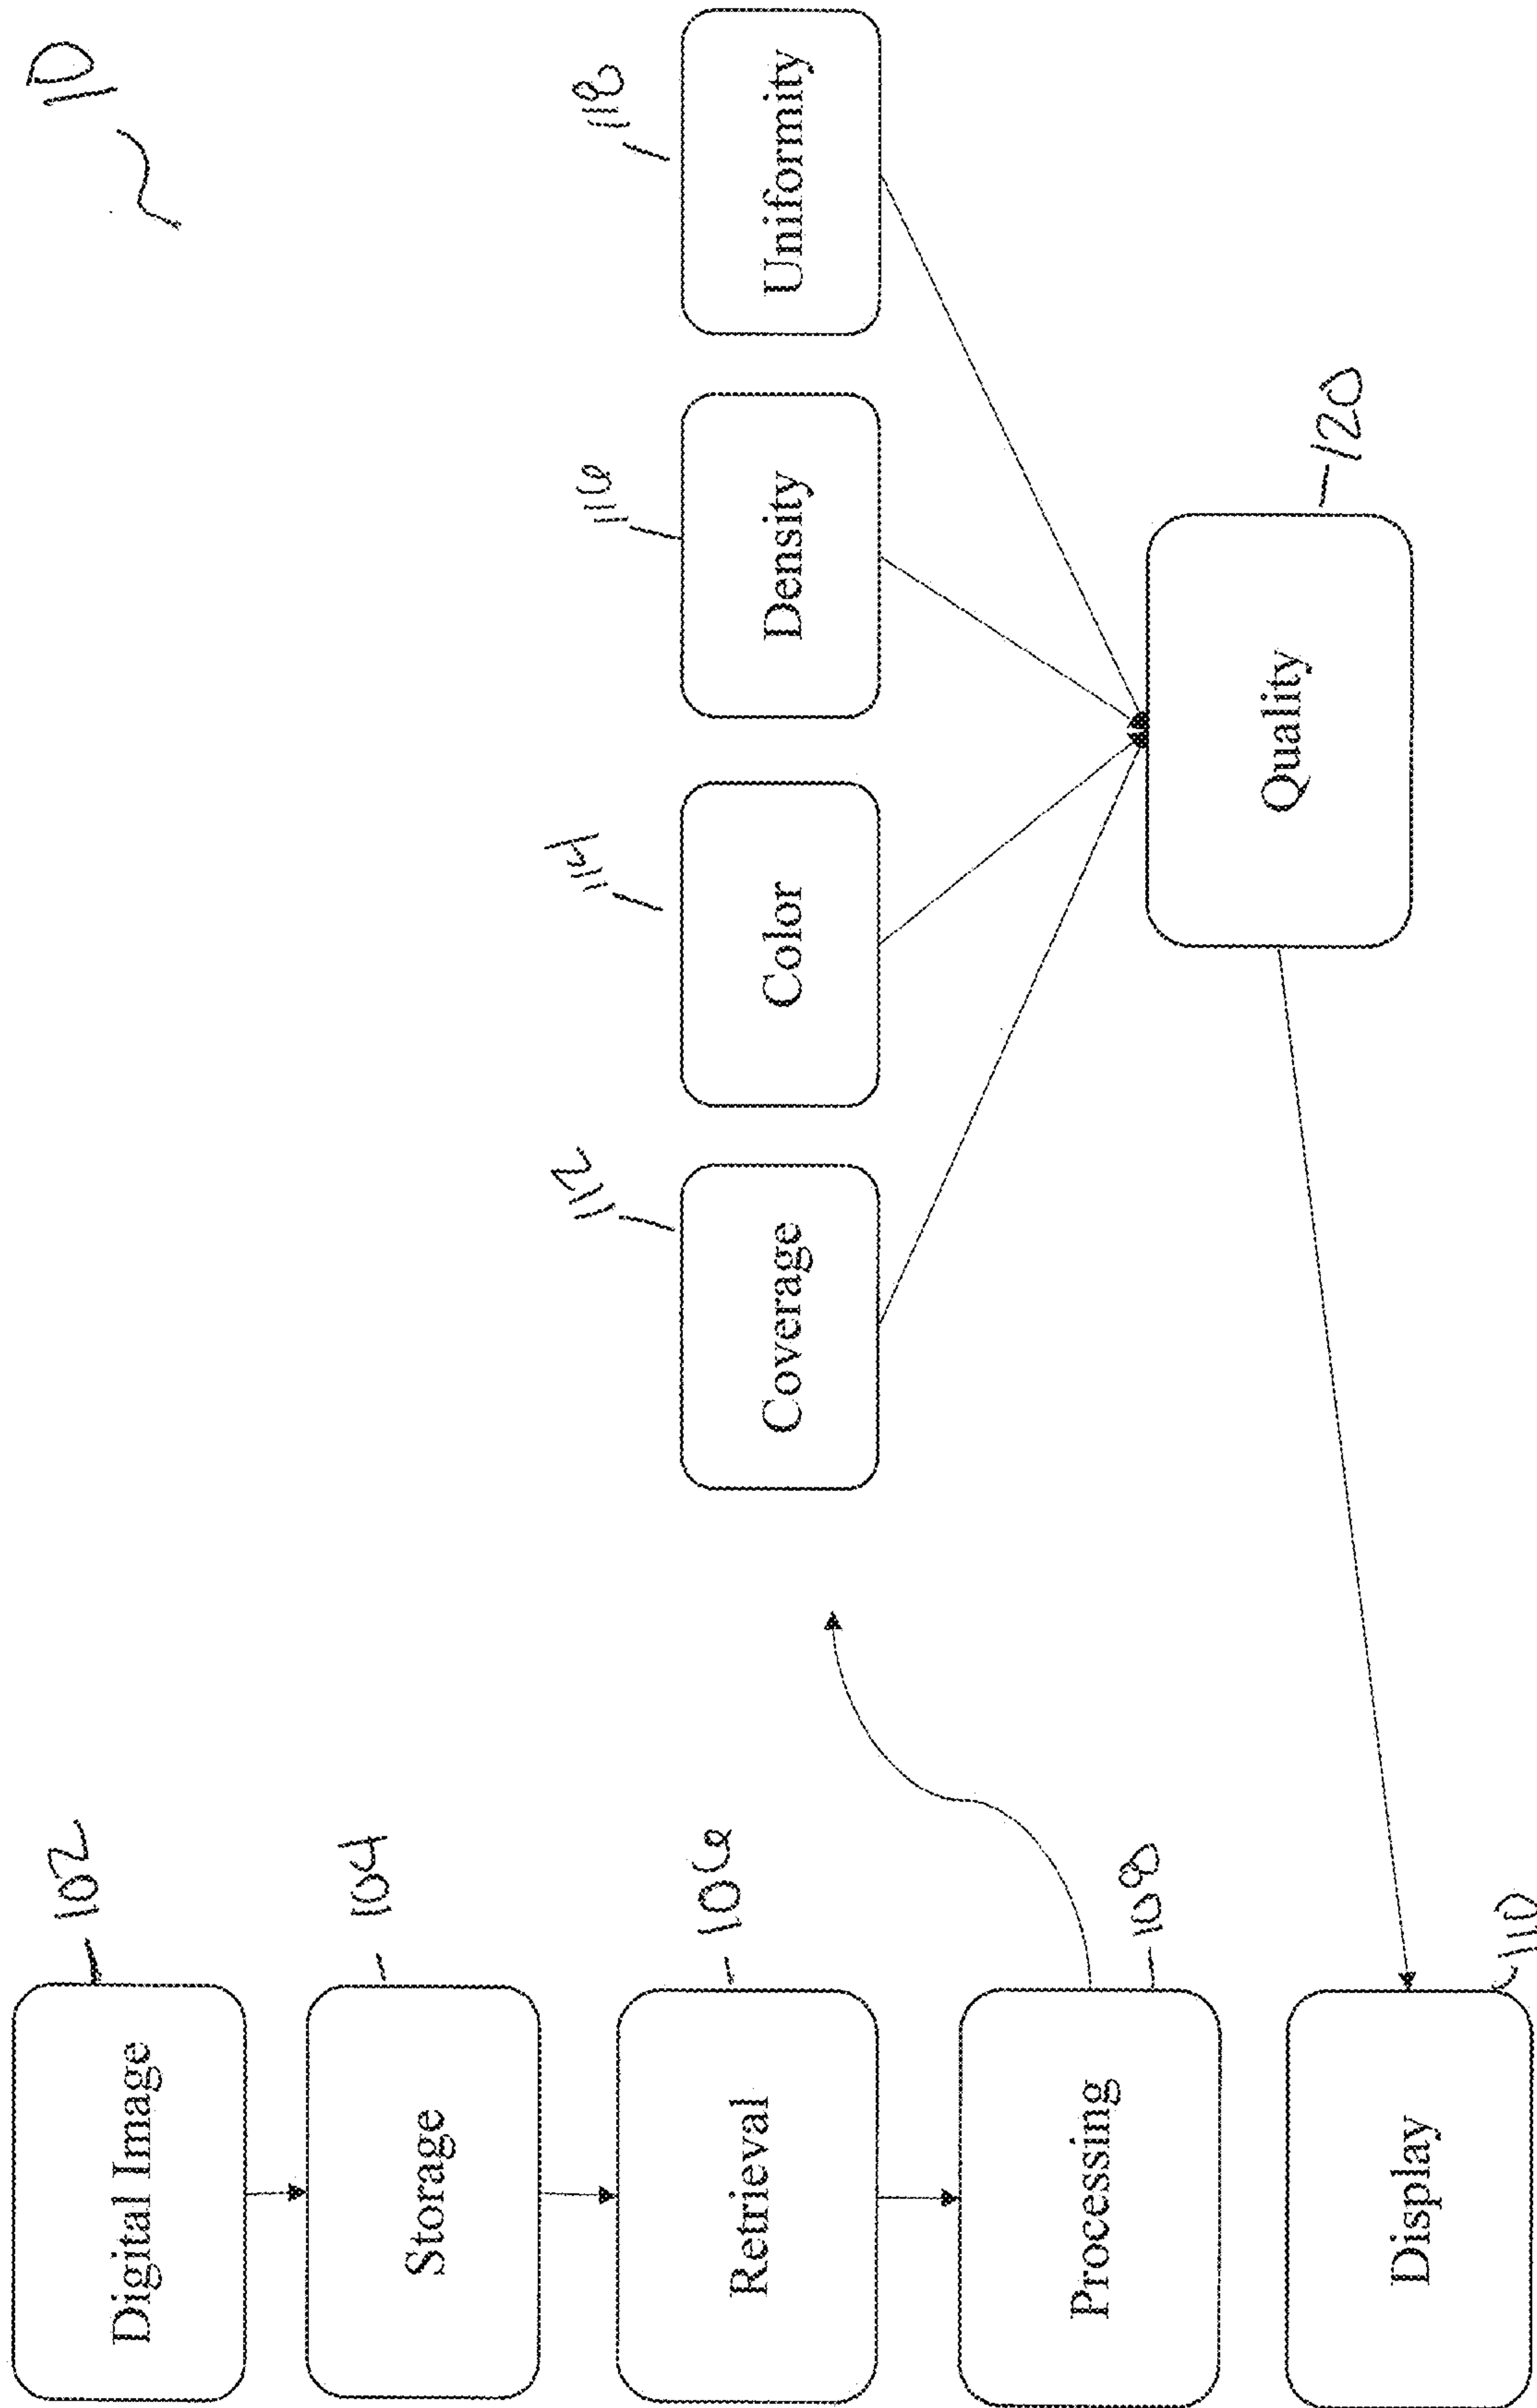 10
Digital Image
102
Storage
104
Retrieval
106
Processing
108
Display
110
Coverage
112
Color
114
Density
116
Uniformity
118
Quality
120